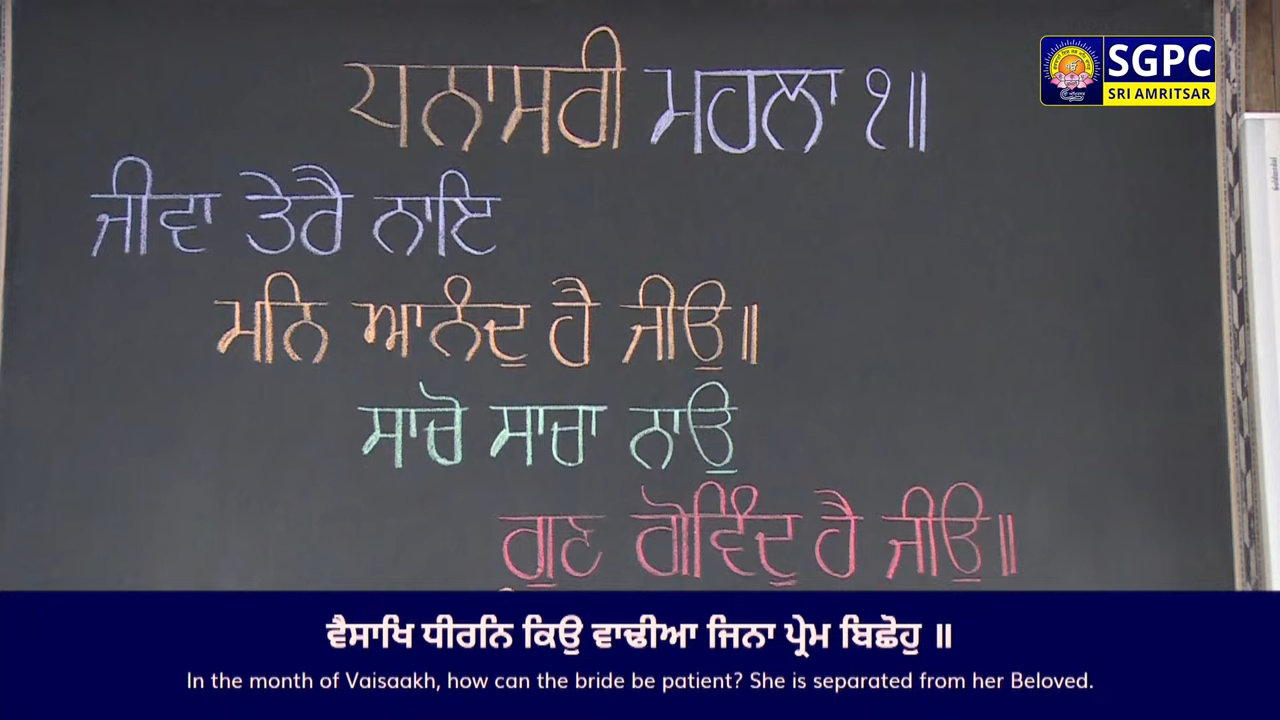 SGPC
SRI AMRITSAR
ਧਨਾਸਰੀ ਮਹਲਾ ੧॥
ਜੀਵਾ ਤੇਰੈ ਨਾਇ
ਮਨਿ ਆਨੰਦੁ ਹੈ ਜੀਉ॥
ਸਾਚੋ ਸਾਚਾ ਨਾਉ
ਗੁਣ ਗੋਵਿੰਦੁ ਹੈ ਜੀਉ॥
ਵੈਸਾਖਿ ਧੀਰਨਿ ਕਿਉ ਵਾਢੀਆ ਜਿਨਾ ਪ੍ਰੇਮ ਬਿਛੋਹੁ ॥
In the month of Vaisaakh, how can the bride be patient? She is separated from her Beloved.